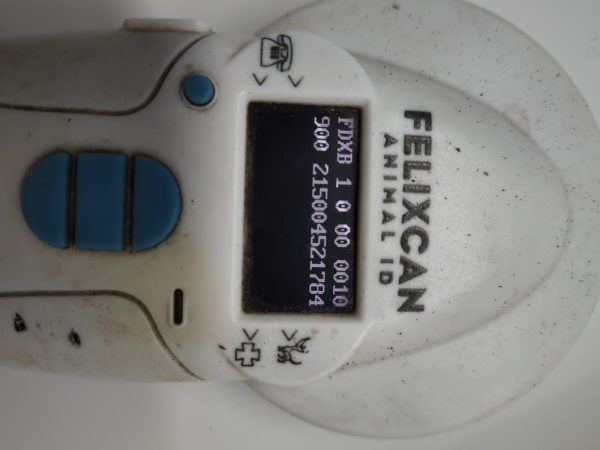 FELIXCAN
ANIMAL ID
FDXB 1 0 00 0010
900 215004521784